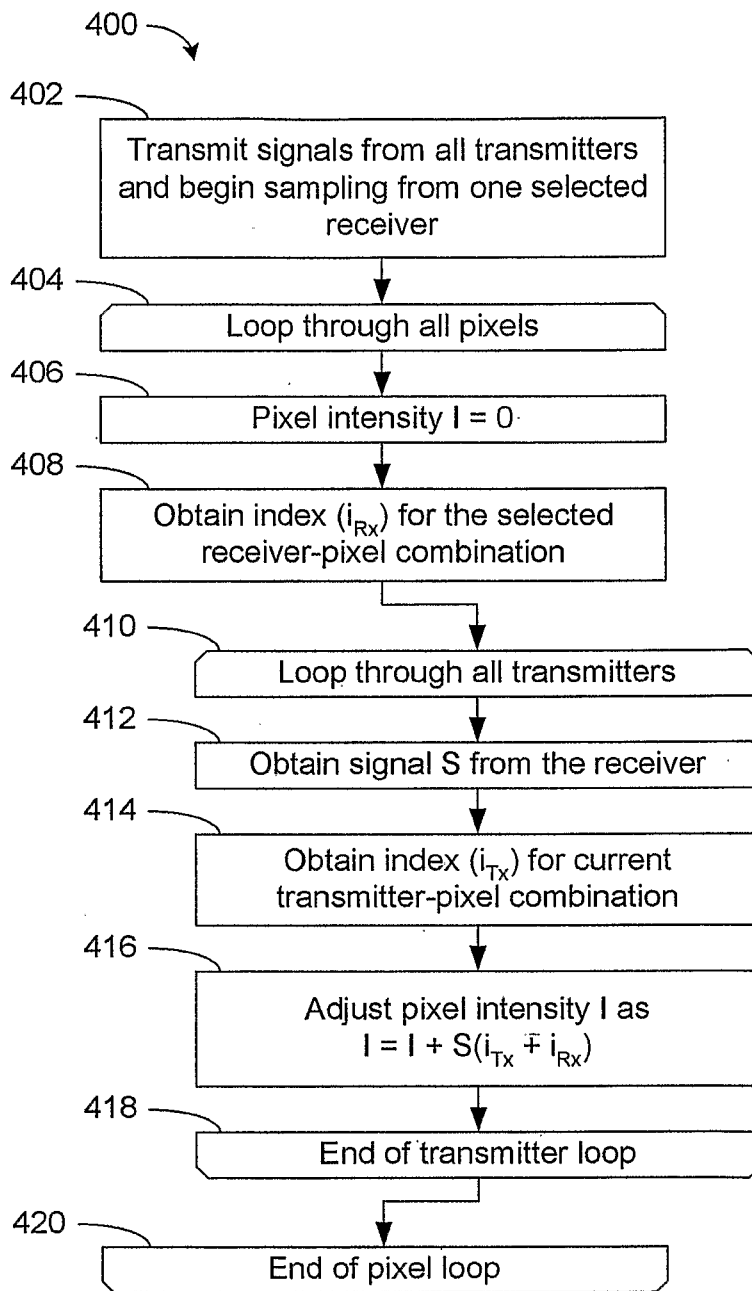 400
402
Transmit signals from all transmitters
and begin sampling from one selected
receiver
404
Loop through all pixels
406
Pixel intensity I = 0
408
Obtain index (i_Rx) for the selected
receiver-pixel combination
410
Loop through all transmitters
412
Obtain signal S from the receiver
414
Obtain index (i_Tx) for current
transmitter-pixel combination
416
Adjust pixel intensity I as
I = I + S(i_Tx ∓ i_Rx)
418
End of transmitter loop
420
End of pixel loop